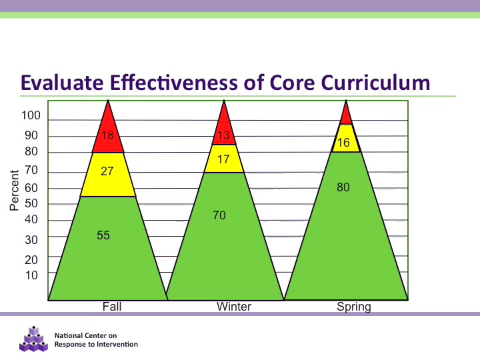 Evaluate Effectiveness of Core Curriculum
Percent
100
90
80
70
60
50
40
30
20
10
18
27
55
13
17
70
16
80
Fall
Winter
Spring
National Center on
Response to Intervention